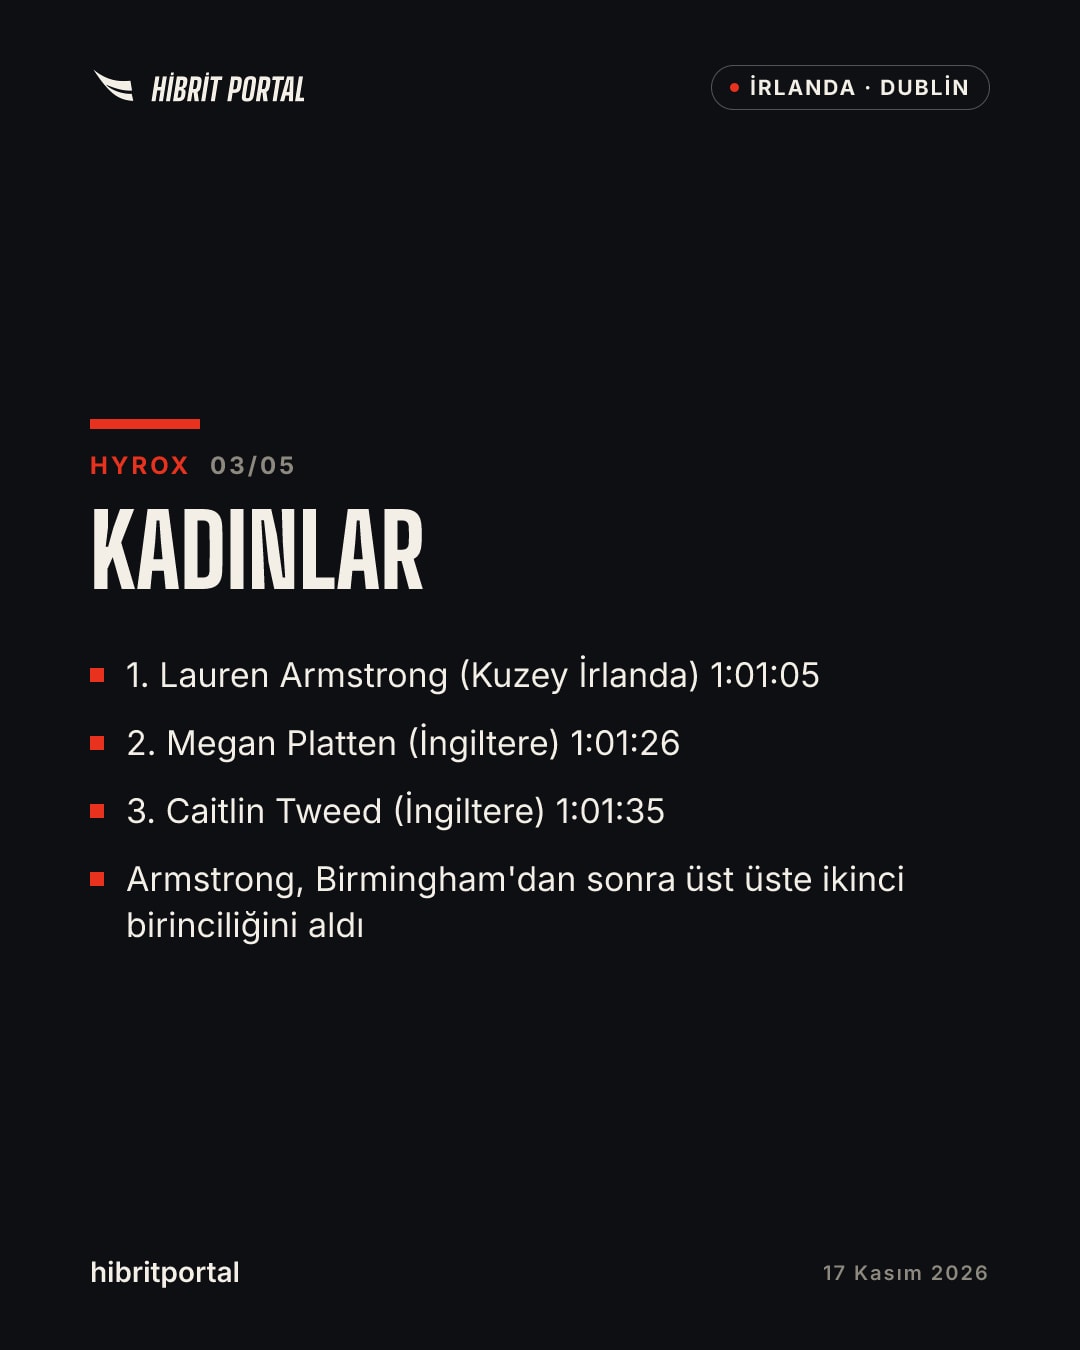 HİBRİT PORTAL
İRLANDA · DUBLİN
HYROX 03/05
KADINLAR
1. Lauren Armstrong (Kuzey İrlanda) 1:01:05
2. Megan Platten (İngiltere) 1:01:26
3. Caitlin Tweed (İngiltere) 1:01:35
Armstrong, Birmingham'dan sonra üst üste ikinci
birinciliğini aldı
hibritportal
17 Kasım 2026